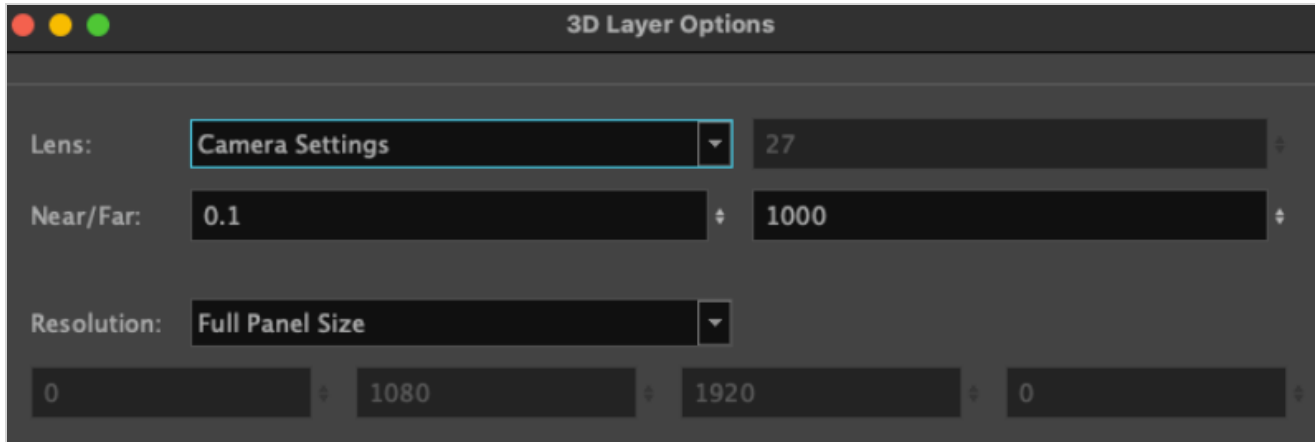 3D Layer Options
Lens: Camera Settings 27
Near/Far: 0.1 1000
Resolution: Full Panel Size
0 1080 1920 0